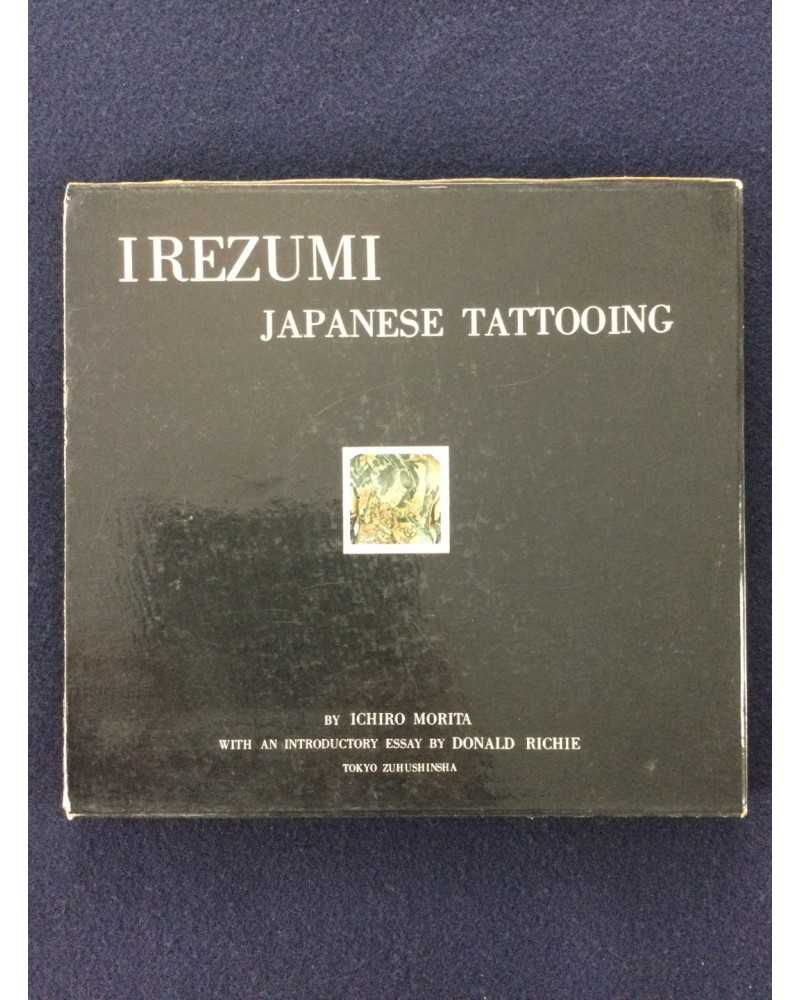 IREZUMI
JAPANESE TATTOOING
BY ICHIRO MORITA
WITH AN INTRODUCTORY ESSAY BY DONALD RICHIE
TOKYO ZUHUSHINSHA